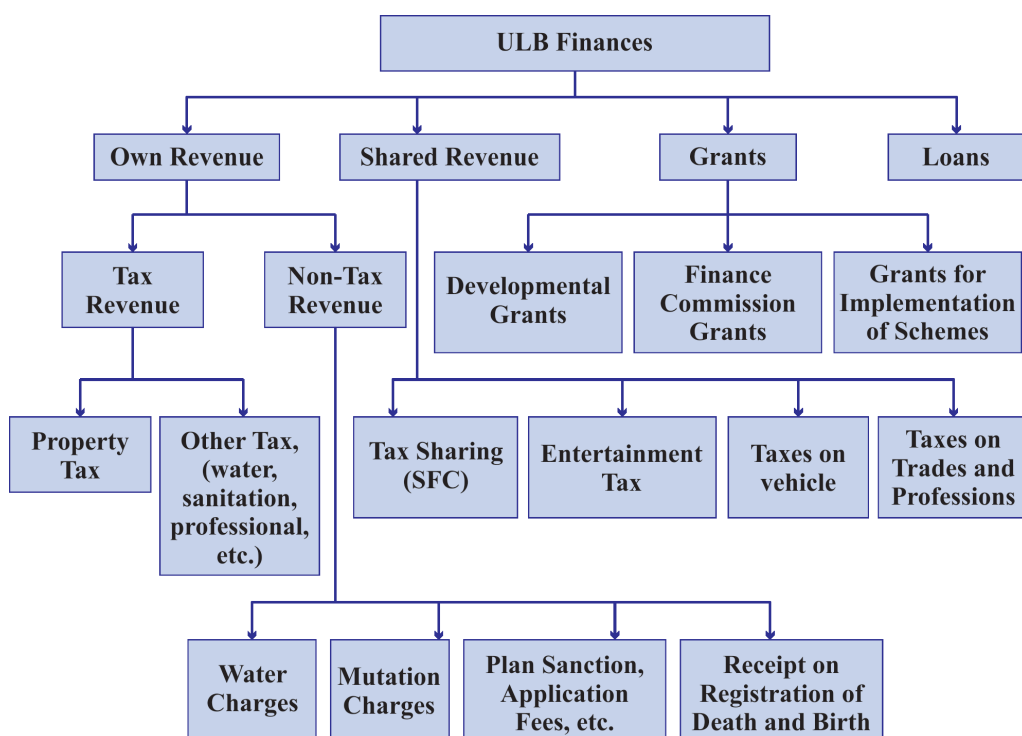 ULB Finances
Own Revenue
Shared Revenue
Grants
Loans
Tax
Revenue
Non-Tax
Revenue
Developmental
Grants
Finance
Commission
Grants
Grants for
Implementation
of Schemes
Property
Tax
Other Tax,
(water,
sanitation,
professional,
etc.)
Tax Sharing
(SFC)
Entertainment
Tax
Taxes on
vehicle
Taxes on
Trades and
Professions
Water
Charges
Mutation
Charges
Plan Sanction,
Application
Fees, etc.
Receipt on
Registration of
Death and Birth